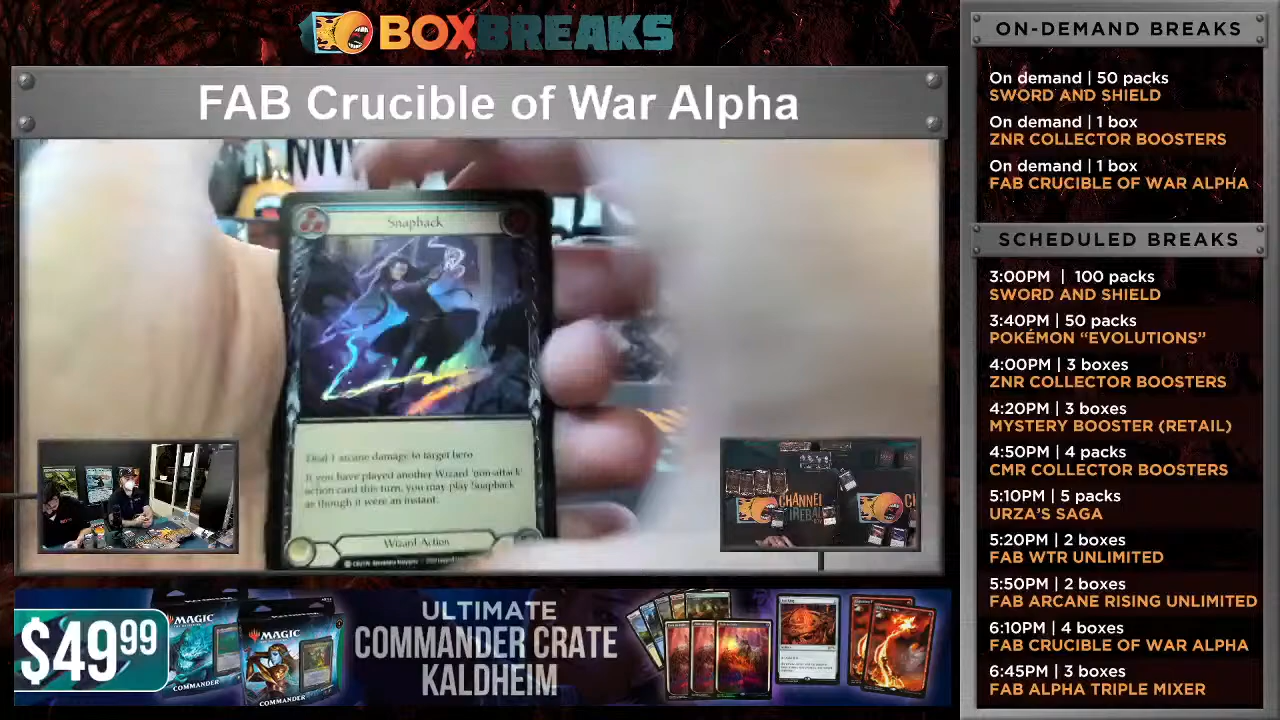 BOXBREAKS
FAB Crucible of War Alpha
Snapback
Deal 1 arcane damage to target hero
If you have played another Wizard 'non-attack'
action card this turn, you may play Snapback
as though it were an instant.
Wizard Action
CHANNEL
$49.99
MAGIC
COMMANDER
MAGIC
COMMANDER
ULTIMATE
COMMANDER CRATE
KALDHEIM
ON-DEMAND BREAKS
On demand | 50 packs
SWORD AND SHIELD
On demand | 1 box
ZNR COLLECTOR BOOSTERS
On demand | 1 box
FAB CRUCIBLE OF WAR ALPHA
SCHEDULED BREAKS
3:00PM | 100 packs
SWORD AND SHIELD
3:40PM | 50 packs
POKÉMON “EVOLUTIONS”
4:00PM | 3 boxes
ZNR COLLECTOR BOOSTERS
4:20PM | 3 boxes
MYSTERY BOOSTER (RETAIL)
4:50PM | 4 packs
CMR COLLECTOR BOOSTERS
5:10PM | 5 packs
URZA'S SAGA
5:20PM | 2 boxes
FAB WTR UNLIMITED
5:50PM | 2 boxes
FAB ARCANE RISING UNLIMITED
6:10PM | 4 boxes
FAB CRUCIBLE OF WAR ALPHA
6:45PM | 3 boxes
FAB ALPHA TRIPLE MIXER